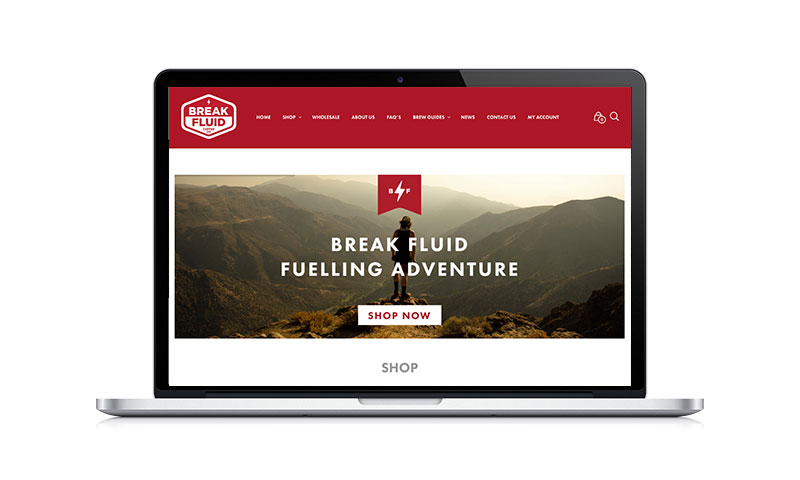 BREAK
FLUID
COFFEE
HOME SHOP WHOLESALE ABOUT US FAQ'S BREW GUIDES NEWS CONTACT US MY ACCOUNT
0
B F
BREAK FLUID
FUELLING ADVENTURE
SHOP NOW
SHOP